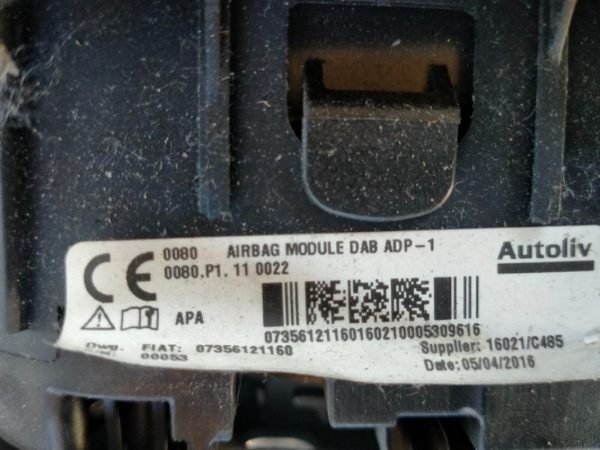 CE 0080 AIRBAG MODULE DAB ADP-1 Autoliv
0080.P1. 11 0022
APA
07356121160160210005309616
Dwg. FIAT: 07356121160 Supplier: 16021/C485
00053 Date: 05/04/2016